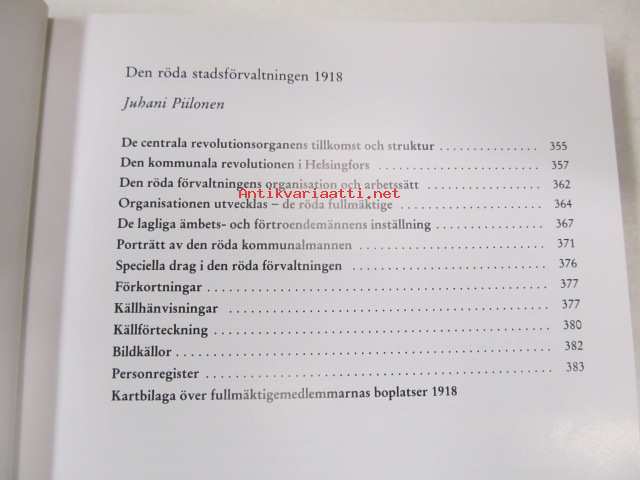 Den röda stadsförvaltningen 1918
Juhani Piilonen
De centrala revolutionsorganens tillkomst och struktur . . . . . . . . . . . . . . 355
Den kommunala revolutionen i Helsingfors . . . . . . . . . . . . . . . . . . . . . . . 357
Den röda förvaltningens organisation och arbetssätt . . . . . . . . . . . . . . . . 362
Antikvariaatti.net
Organisationen utvecklas – de röda fullmäktige . . . . . . . . . . . . . . . . . . . 364
De lagliga ämbets- och förtroendemännens inställning . . . . . . . . . . . . . . 367
Porträtt av den röda kommunalmannen . . . . . . . . . . . . . . . . . . . . . . . . . 371
Speciella drag i den röda förvaltningen . . . . . . . . . . . . . . . . . . . . . . . . . . 376
Förkortningar . . . . . . . . . . . . . . . . . . . . . . . . . . . . . . . . . . . . . . . . . . . . . 377
Källhänvisningar . . . . . . . . . . . . . . . . . . . . . . . . . . . . . . . . . . . . . . . . . . 377
Källförteckning . . . . . . . . . . . . . . . . . . . . . . . . . . . . . . . . . . . . . . . . . . . . 380
Bildkällor . . . . . . . . . . . . . . . . . . . . . . . . . . . . . . . . . . . . . . . . . . . . . . . . . 382
Personregister . . . . . . . . . . . . . . . . . . . . . . . . . . . . . . . . . . . . . . . . . . . . . 383
Kartbilaga över fullmäktigemedlemmarnas boplatser 1918